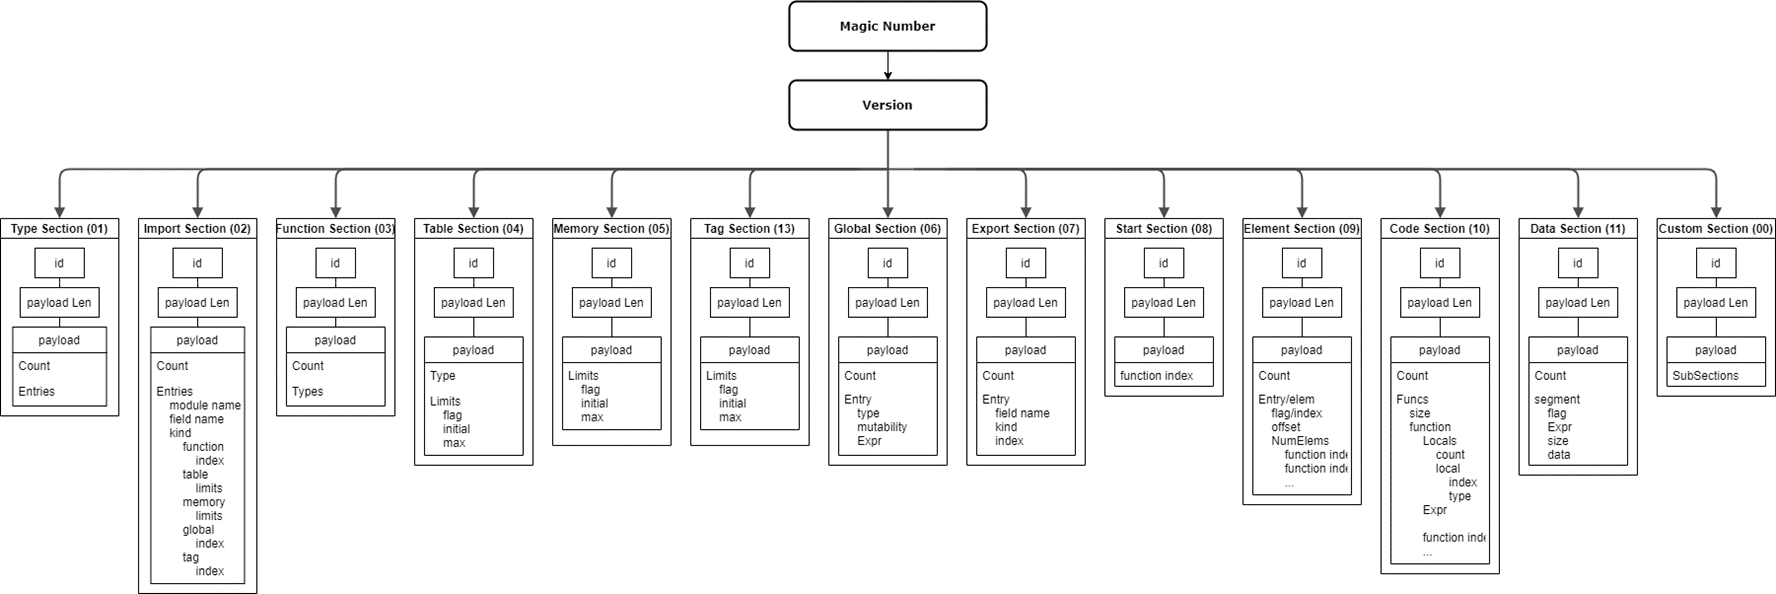 Magic Number
Version
Type Section (01)
id
payload Len
payload
Count
Entries
Import Section (02)
id
payload Len
payload
Count
Entries
module name
field name
kind
function
index
table
limits
memory
limits
global
index
tag
index
Function Section (03)
id
payload Len
payload
Count
Types
Table Section (04)
id
payload Len
payload
Type
Limits
flag
initial
max
Memory Section (05)
id
payload Len
payload
Limits
flag
initial
max
Tag Section (13)
id
payload Len
payload
Limits
flag
initial
max
Global Section (06)
id
payload Len
payload
Count
Entry
type
mutability
Expr
Export Section (07)
id
payload Len
payload
Count
Entry
field name
kind
index
Start Section (08)
id
payload Len
payload
function index
Element Section (09)
id
payload Len
payload
Count
Entry/elem
flag/index
offset
NumElems
function inde
function inde
...
Code Section (10)
id
payload Len
payload
Count
Funcs
size
function
Locals
count
local
index
type
Expr
function inde
...
Data Section (11)
id
payload Len
payload
Count
segment
flag
Expr
size
data
Custom Section (00)
id
payload Len
payload
SubSections